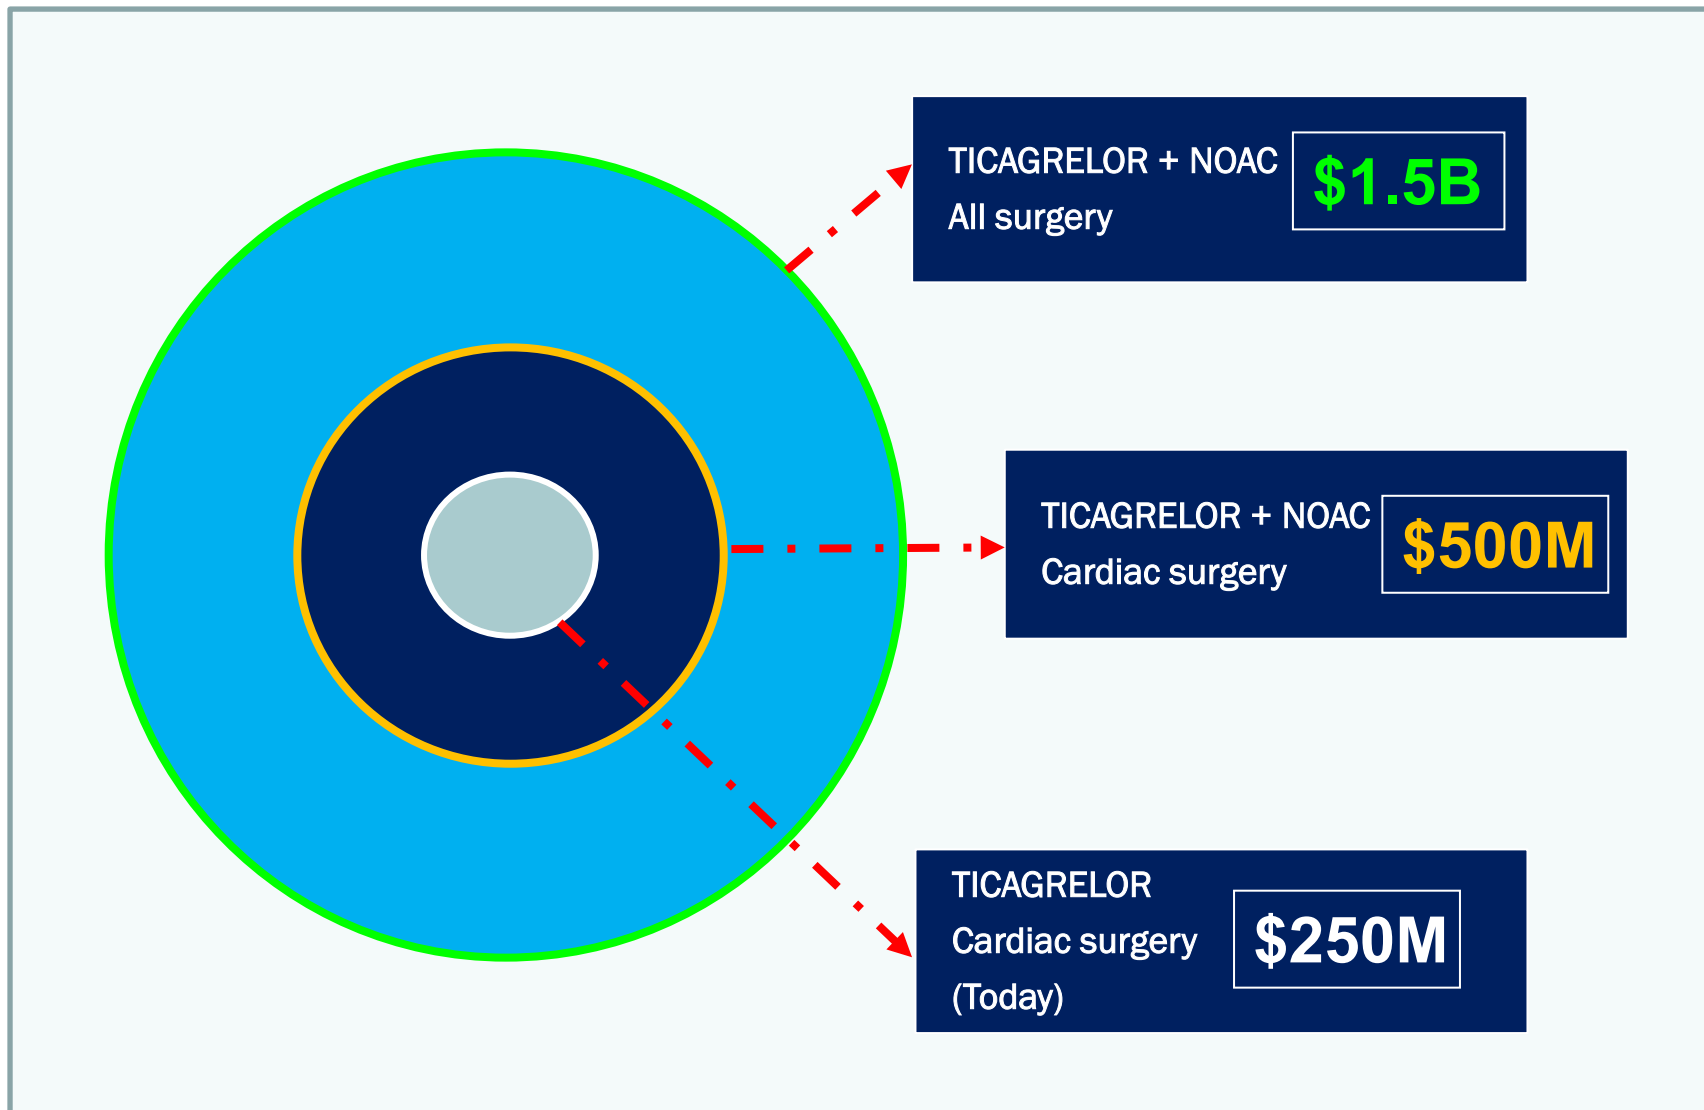 TICAGRELOR + NOAC
All surgery
$1.5B
TICAGRELOR + NOAC
Cardiac surgery
$500M
TICAGRELOR
Cardiac surgery
(Today)
$250M